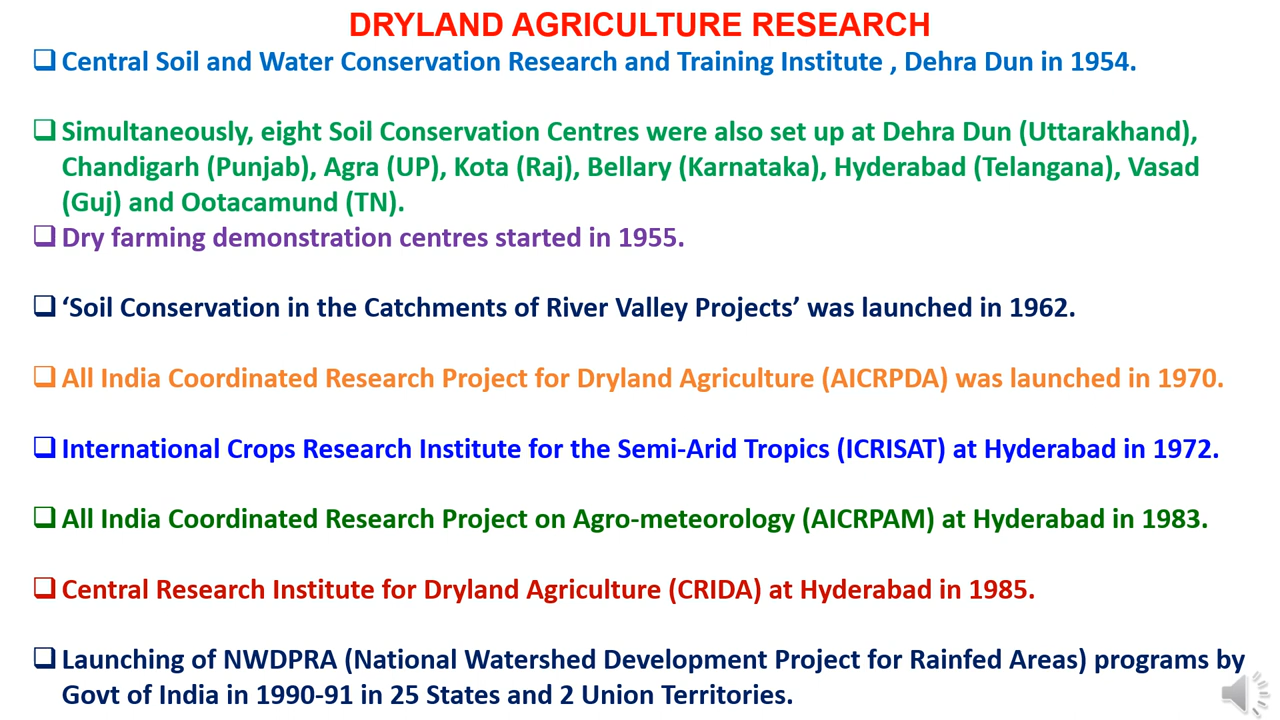 DRYLAND AGRICULTURE RESEARCH
❑ Central Soil and Water Conservation Research and Training Institute , Dehra Dun in 1954.
❑ Simultaneously, eight Soil Conservation Centres were also set up at Dehra Dun (Uttarakhand),
Chandigarh (Punjab), Agra (UP), Kota (Raj), Bellary (Karnataka), Hyderabad (Telangana), Vasad
(Guj) and Ootacamund (TN).
❑ Dry farming demonstration centres started in 1955.
❑ ‘Soil Conservation in the Catchments of River Valley Projects’ was launched in 1962.
❑ All India Coordinated Research Project for Dryland Agriculture (AICRPDA) was launched in 1970.
❑ International Crops Research Institute for the Semi-Arid Tropics (ICRISAT) at Hyderabad in 1972.
❑ All India Coordinated Research Project on Agro-meteorology (AICRPAM) at Hyderabad in 1983.
❑ Central Research Institute for Dryland Agriculture (CRIDA) at Hyderabad in 1985.
❑ Launching of NWDPRA (National Watershed Development Project for Rainfed Areas) programs by
Govt of India in 1990-91 in 25 States and 2 Union Territories.